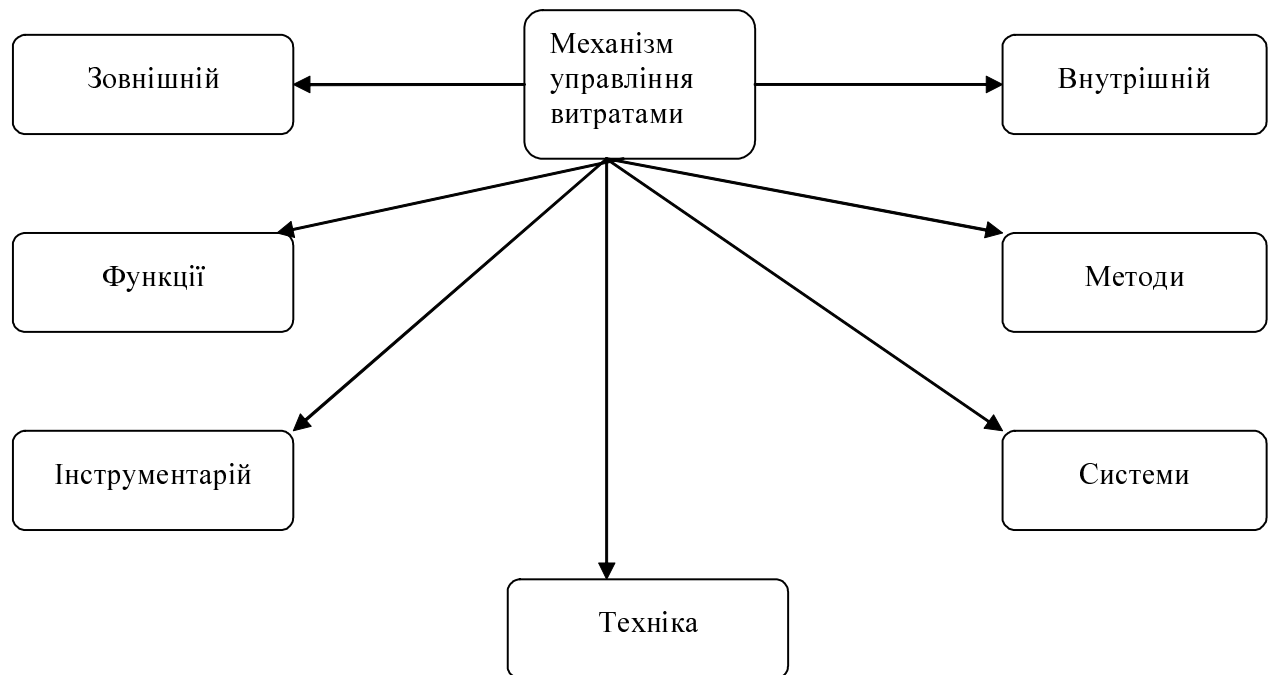 Механізм
управління
витратами
Зовнішній
Внутрішній
Функції
Методи
Інструментарій
Системи
Техніка